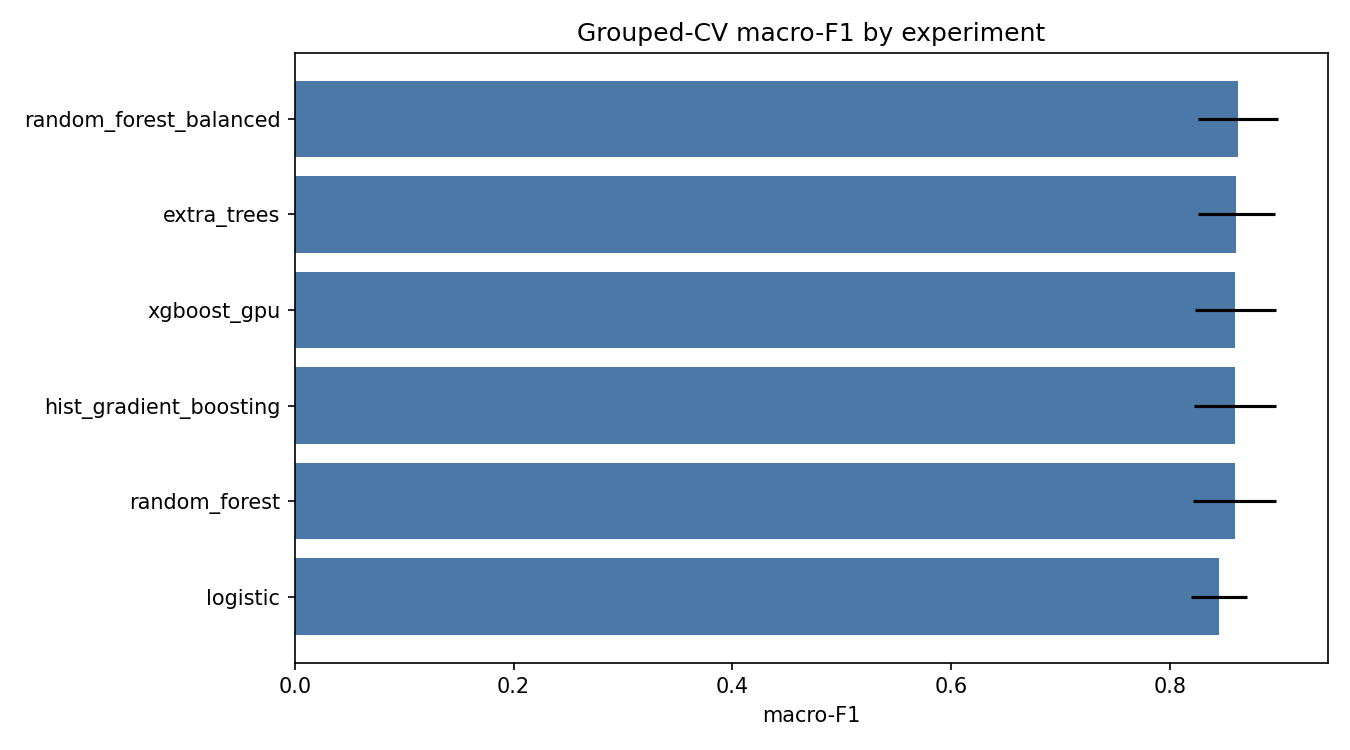 Grouped-CV macro-F1 by experiment
random_forest_balanced
extra_trees
xgboost_gpu
hist_gradient_boosting
random_forest
logistic
0.0 0.2 0.4 0.6 0.8
macro-F1